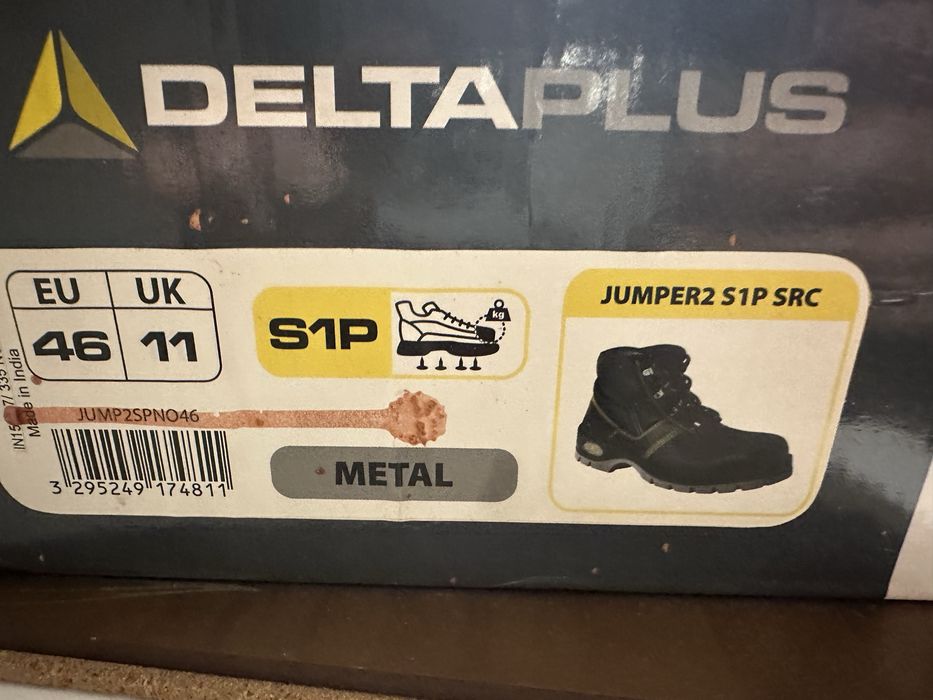 DELTAPLUS
EU UK
46 11
S1P
kg
JUMPER2 S1P SRC
Made in India
JUMP2SPNO46
3 295249 174811
METAL